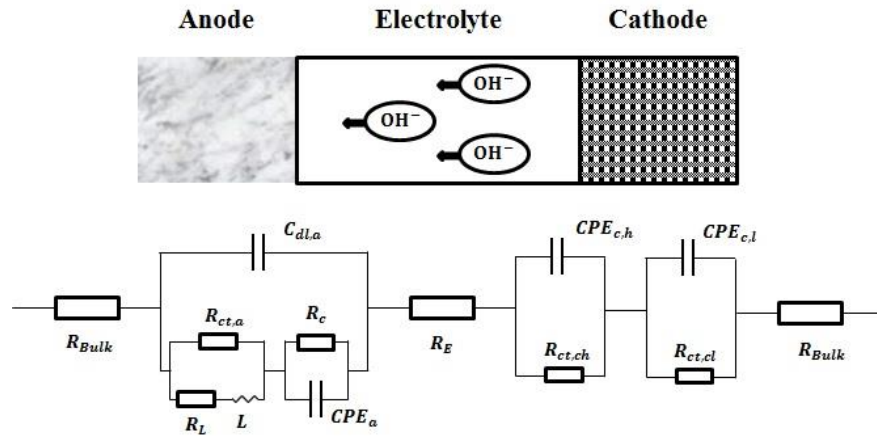 Anode Electrolyte Cathode
OH⁻
OH⁻
OH⁻
C_{dl,a} CPE_{c,h} CPE_{c,l}
R_{ct,a} R_c
R_{Bulk} R_E R_{ct,ch} R_{ct,cl} R_{Bulk}
R_L L CPE_a